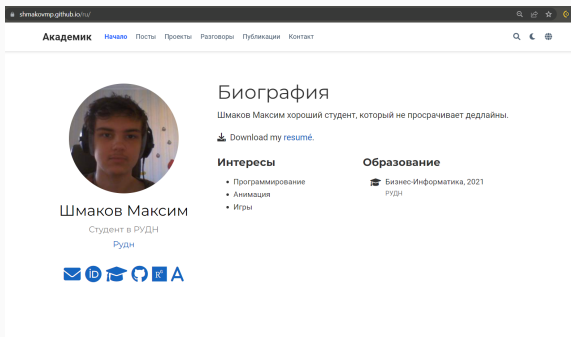 shmakovmp.github.io/ru/
Академик Начало Посты Проекты Разговоры Публикации Контакт
Биография
Шмаков Максим хороший студент, который не просрачивает дедлайны.
Download my resumé.
Интересы
Программирование
Анимация
Игры
Образование
Бизнес-Информатика, 2021
РУДН
Шмаков Максим
Студент в РУДН
Рудн